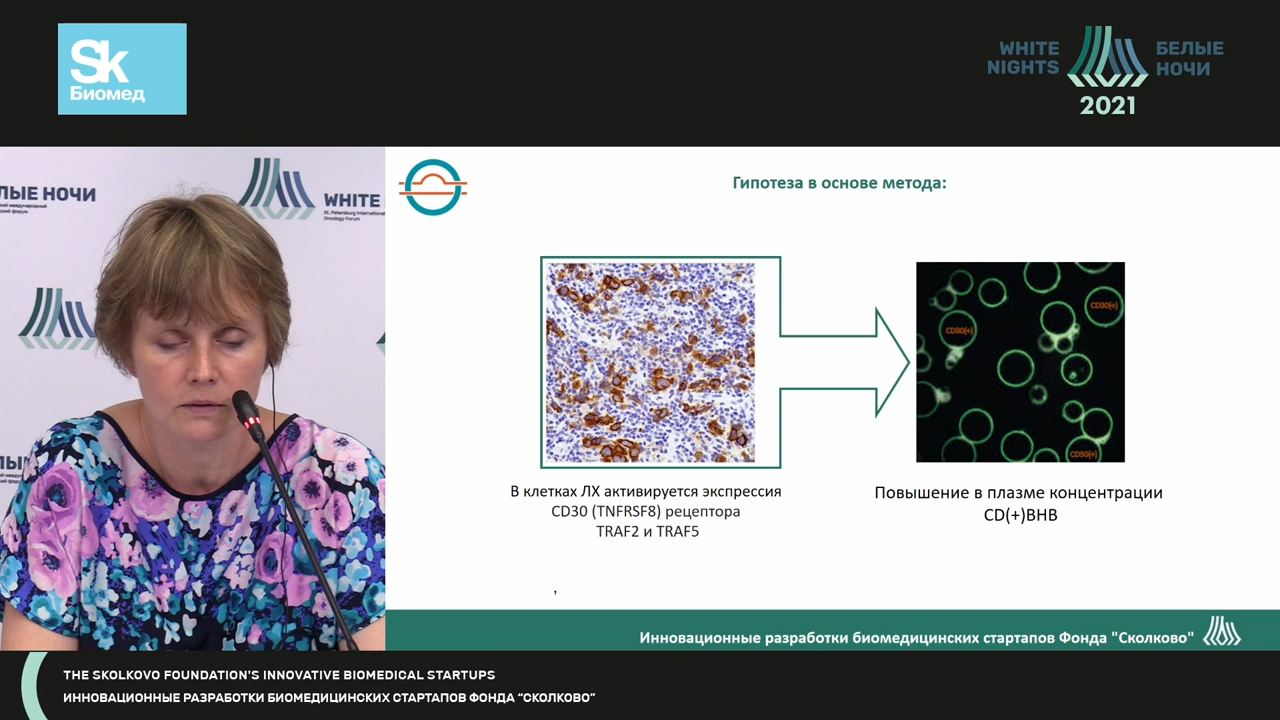 Sk
Биомед
WHITE
NIGHTS
БЕЛЫЕ
НОЧИ
2021
ЛЫЕ НОЧИ
WHITE
St. Petersburg International
Oncology Forum
Гипотеза в основе метода:
CD30(+)
CD30(+)
CD30(+)
В клетках ЛХ активируется экспрессия
CD30 (TNFRSF8) рецептора
TRAF2 и TRAF5
Повышение в плазме концентрации
CD(+)ВНВ
,
Инновационные разработки биомедицинских стартапов Фонда "Сколково"
THE SKOLKOVO FOUNDATION'S INNOVATIVE BIOMEDICAL STARTUPS
ИННОВАЦИОННЫЕ РАЗРАБОТКИ БИОМЕДИЦИНСКИХ СТАРТАПОВ ФОНДА "СКОЛКОВО"